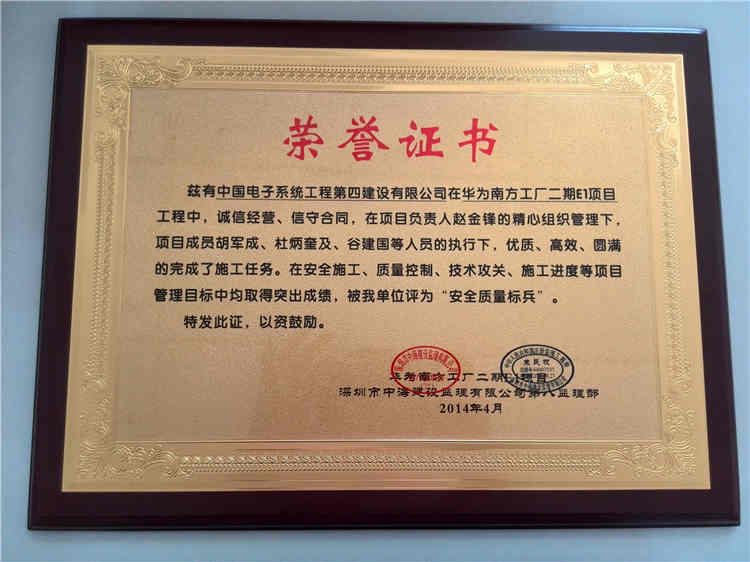 荣誉证书
兹有中国电子系统工程第四建设有限公司在华为南方工厂二期E1项目
工程中，诚信经营、信守合同，在项目负责人赵金锋的精心组织管理下，
项目成员胡军成、杜炳奎及、谷建国等人员的执行下，优质、高效、圆满
的完成了施工任务。在安全施工、质量控制、技术攻关、施工进度等项目
管理目标中均取得突出成绩，被我单位评为“安全质量标兵”。
特发此证，以资鼓励。
华为南方工厂二期E1项目
深圳市中海建设监理有限公司第八监理部
2014年4月